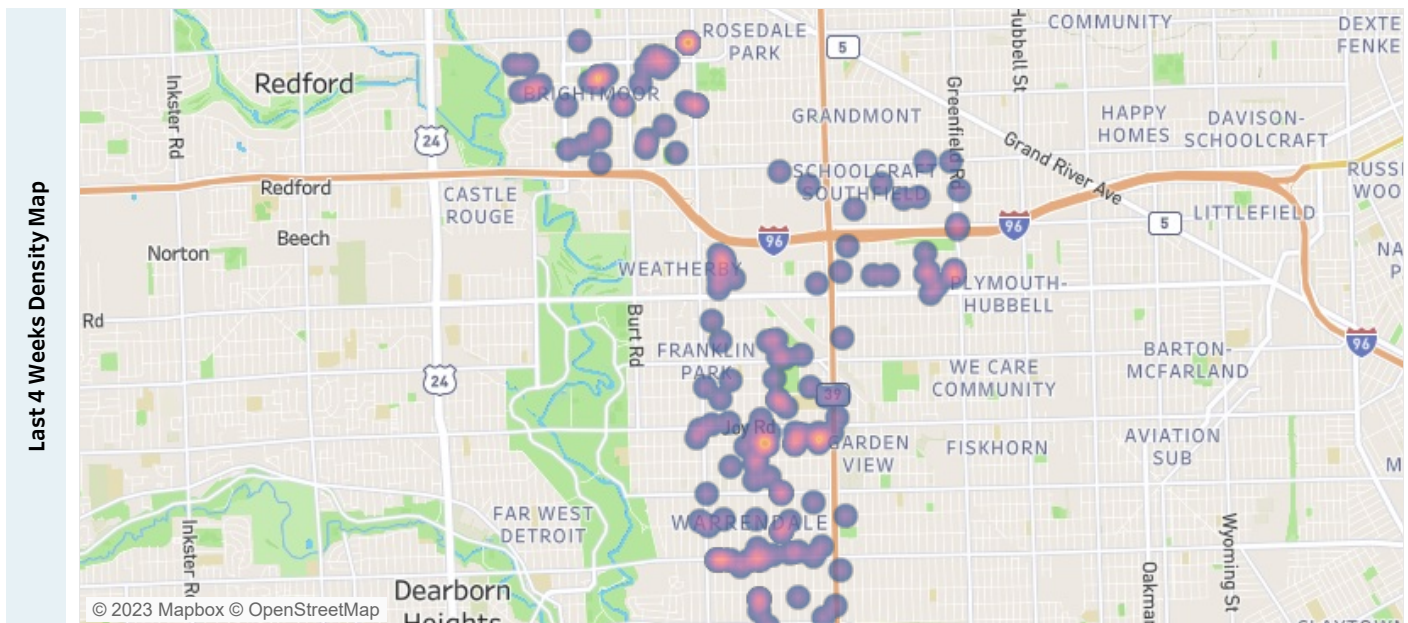 Last 4 Weeks Density Map
Hubbell St
COMMUNITY
DEXTE
FENKE
ROSEDALE
PARK
5
Redford
Inkster Rd
BRIGHTMOOR
Greenfield Rd
GRANDMONT
HAPPY
HOMES
DAVISON-
SCHOOLCRAFT
24
Grand River Ave
SCHOOLCRAFT
SOUTHFIELD
RUSS
WOO
Redford
CASTLE
ROUGE
LITTLEFIELD
5
96
96
Beech
Norton
NA
P
WEATHERBY
PLYMOUTH-
HUBBELL
Rd
Burt Rd
96
FRANKLIN
PARK
BARTON-
MCFARLAND
WE CARE
COMMUNITY
24
39
Joy Rd
GARDEN
VIEW
FISKHORN
AVIATION
SUB
M
FAR WEST
DETROIT
WARRENDALE
Inkster R
Wyoming St
Oakma
Dearborn
Heights
© 2023 Mapbox © OpenStreetMap